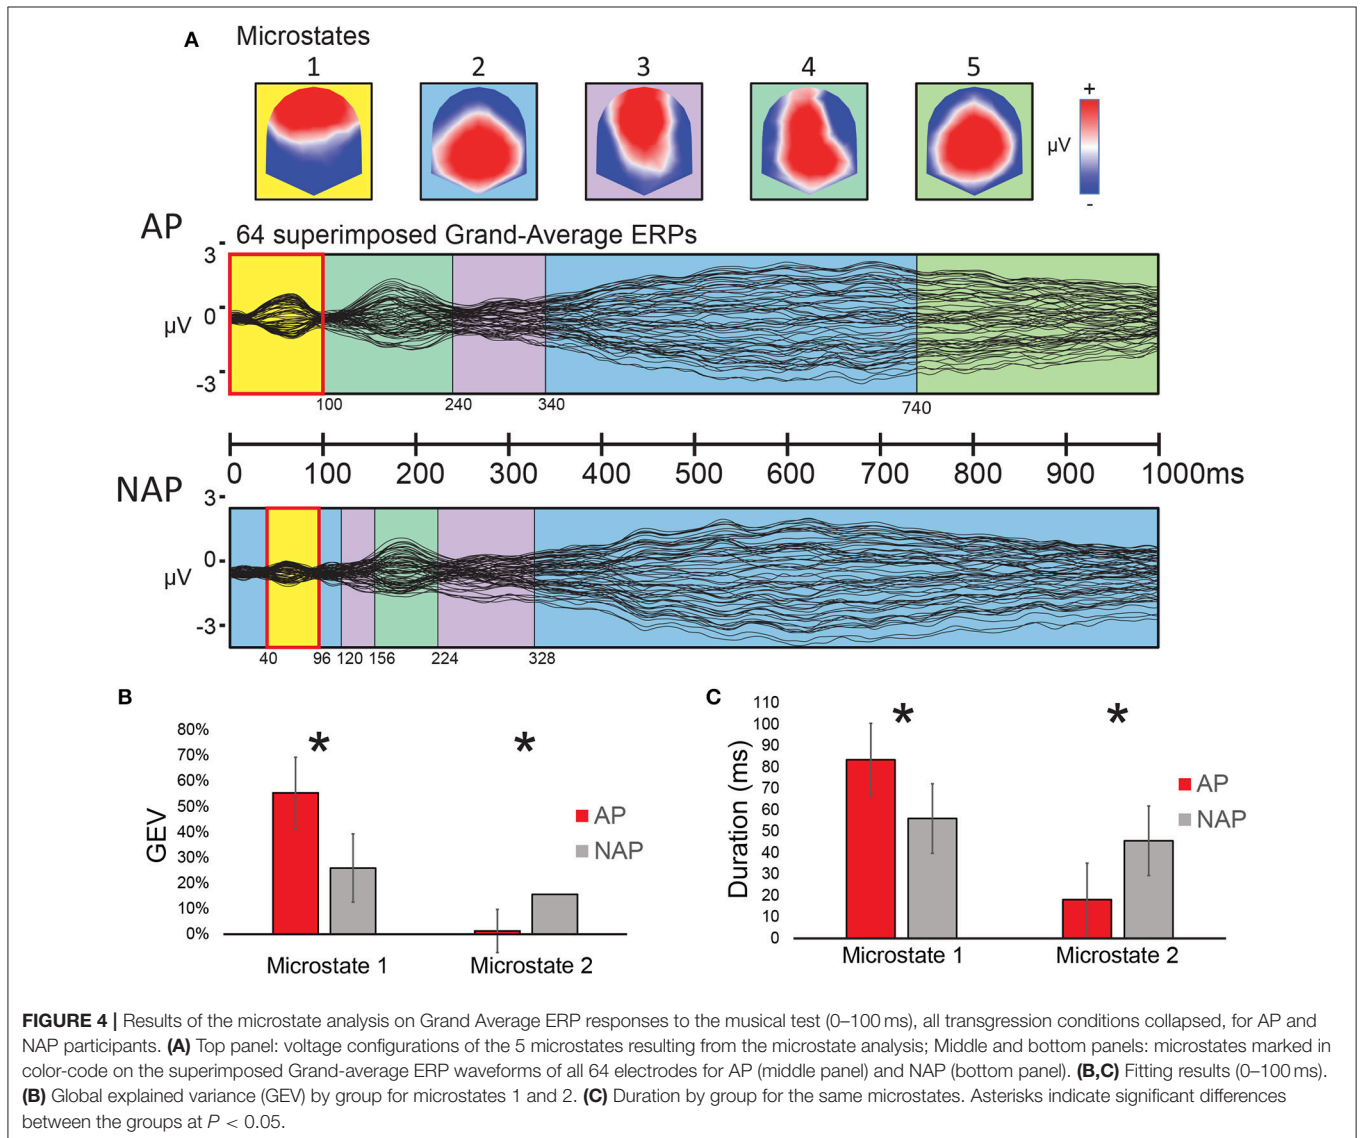 A Microstates
1 2 3 4 5
+
µV
-
AP
64 superimposed Grand-Average ERPs
3
0
µV
-3
100 240 340 740
0 100 200 300 400 500 600 700 800 900 1000ms
NAP
3
0
µV
-3
40 96 120 156 224 328
B
80%
70%
60%
50%
40%
30%
20%
10%
0%
GEV
* *
AP
NAP
Microstate 1 Microstate 2
C
110
100
90
80
70
60
50
40
30
20
10
0
Duration (ms)
* *
AP
NAP
Microstate 1 Microstate 2
FIGURE 4 | Results of the microstate analysis on Grand Average ERP responses to the musical test (0–100 ms), all transgression conditions collapsed, for AP and
NAP participants. (A) Top panel: voltage configurations of the 5 microstates resulting from the microstate analysis; Middle and bottom panels: microstates marked in
color-code on the superimposed Grand-average ERP waveforms of all 64 electrodes for AP (middle panel) and NAP (bottom panel). (B,C) Fitting results (0–100 ms).
(B) Global explained variance (GEV) by group for microstates 1 and 2. (C) Duration by group for the same microstates. Asterisks indicate significant differences
between the groups at P < 0.05.